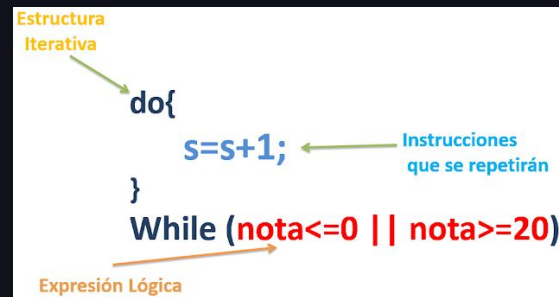 Estructura
Iterativa
do{
s=s+1;
Instrucciones
que se repetirán
}
While (nota<=0 || nota>=20)
Expresión Lógica